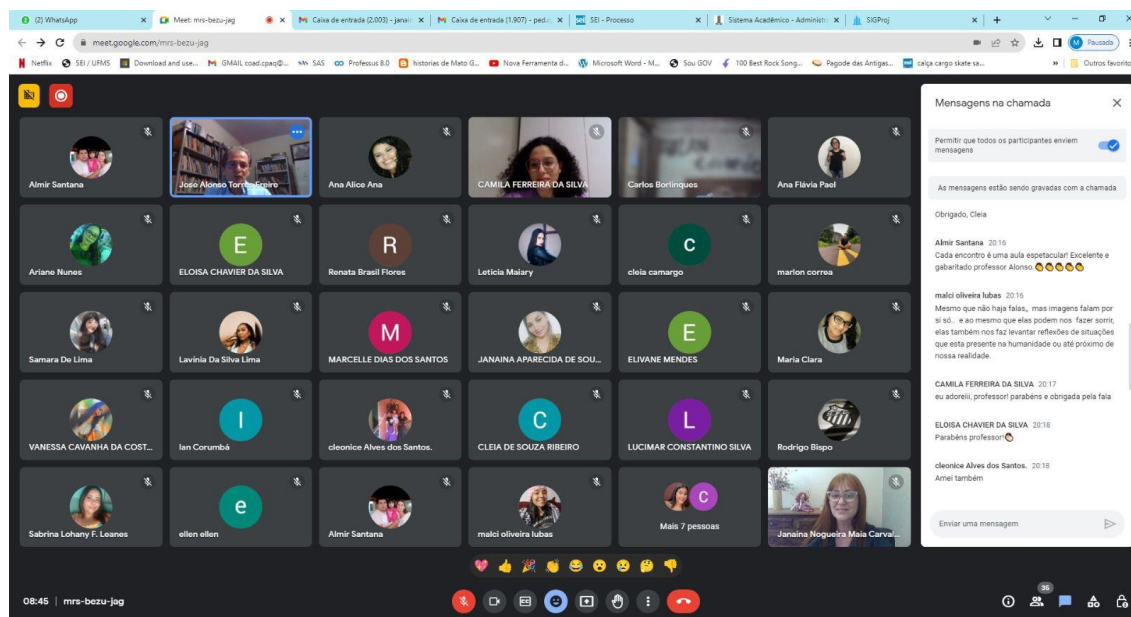 (2) WhatsApp
Meet: mrs-bezu-jag
Caixa de entrada (2.003) - janain
Caixa de entrada (1.907) - ped.c
SEI - Processo
Sistema Acadêmico - Administr
SIGProj
meet.google.com/mrs-bezu-jag
Pausada
Netflix
SEI / UFMS
Download and use...
GMAIL coad.cpaq@...
SAS
Professus 8.0
historias de Mato G...
Nova Ferramenta d...
Microsoft Word - M...
Sou GOV
100 Best Rock Song...
Pagode das Antigas...
calça cargo skate sa...
Outros favorito
Almir Santana
Jose Alonso Torres Freire
Ana Alice Ana
CAMILA FERREIRA DA SILVA
Carlos Borlinques
Ana Flávia Pael
Ariane Nunes
E
ELOISA CHAVIER DA SILVA
R
Renata Brasil Flores
Leticia Maiary
c
cleia camargo
marlon correa
Samara De Lima
Lavínia Da Silva Lima
M
MARCELLE DIAS DOS SANTOS
JANAINA APARECIDA DE SOU...
E
ELIVANE MENDES
Maria Clara
VANESSA CAVANHA DA COST...
I
Ian Corumbá
cleonice Alves dos Santos.
C
CLEIA DE SOUZA RIBEIRO
L
LUCIMAR CONSTANTINO SILVA
Rodrigo Bispo
Sabrina Lohany F. Leanes
e
ellen ellen
Almir Santana
malci oliveira lubas
C
Mais 7 pessoas
Janaina Nogueira Maia Carval...
Mensagens na chamada
Permitir que todos os participantes enviem
mensagens
As mensagens estão sendo gravadas com a chamada
Obrigado, Cleia
Almir Santana 20:16
Cada encontro é uma aula espetacular! Excelente e
gabaritado professor Alonso.👏👏👏👏👏
malci oliveira lubas 20:16
Mesmo que não haja falas,, mas imagens falam por
si só.. e ao mesmo que elas podem nos fazer sorrir,
elas também nos faz levantar reflexões de situações
que esta presente na humanidade ou até próximo de
nossa realidade.
CAMILA FERREIRA DA SILVA 20:17
eu adoreiii, professor! parabéns e obrigada pela fala
ELOISA CHAVIER DA SILVA 20:18
Parabéns professor!👏
cleonice Alves dos Santos. 20:18
Amei também
Enviar uma mensagem
08:45 | mrs-bezu-jag
35